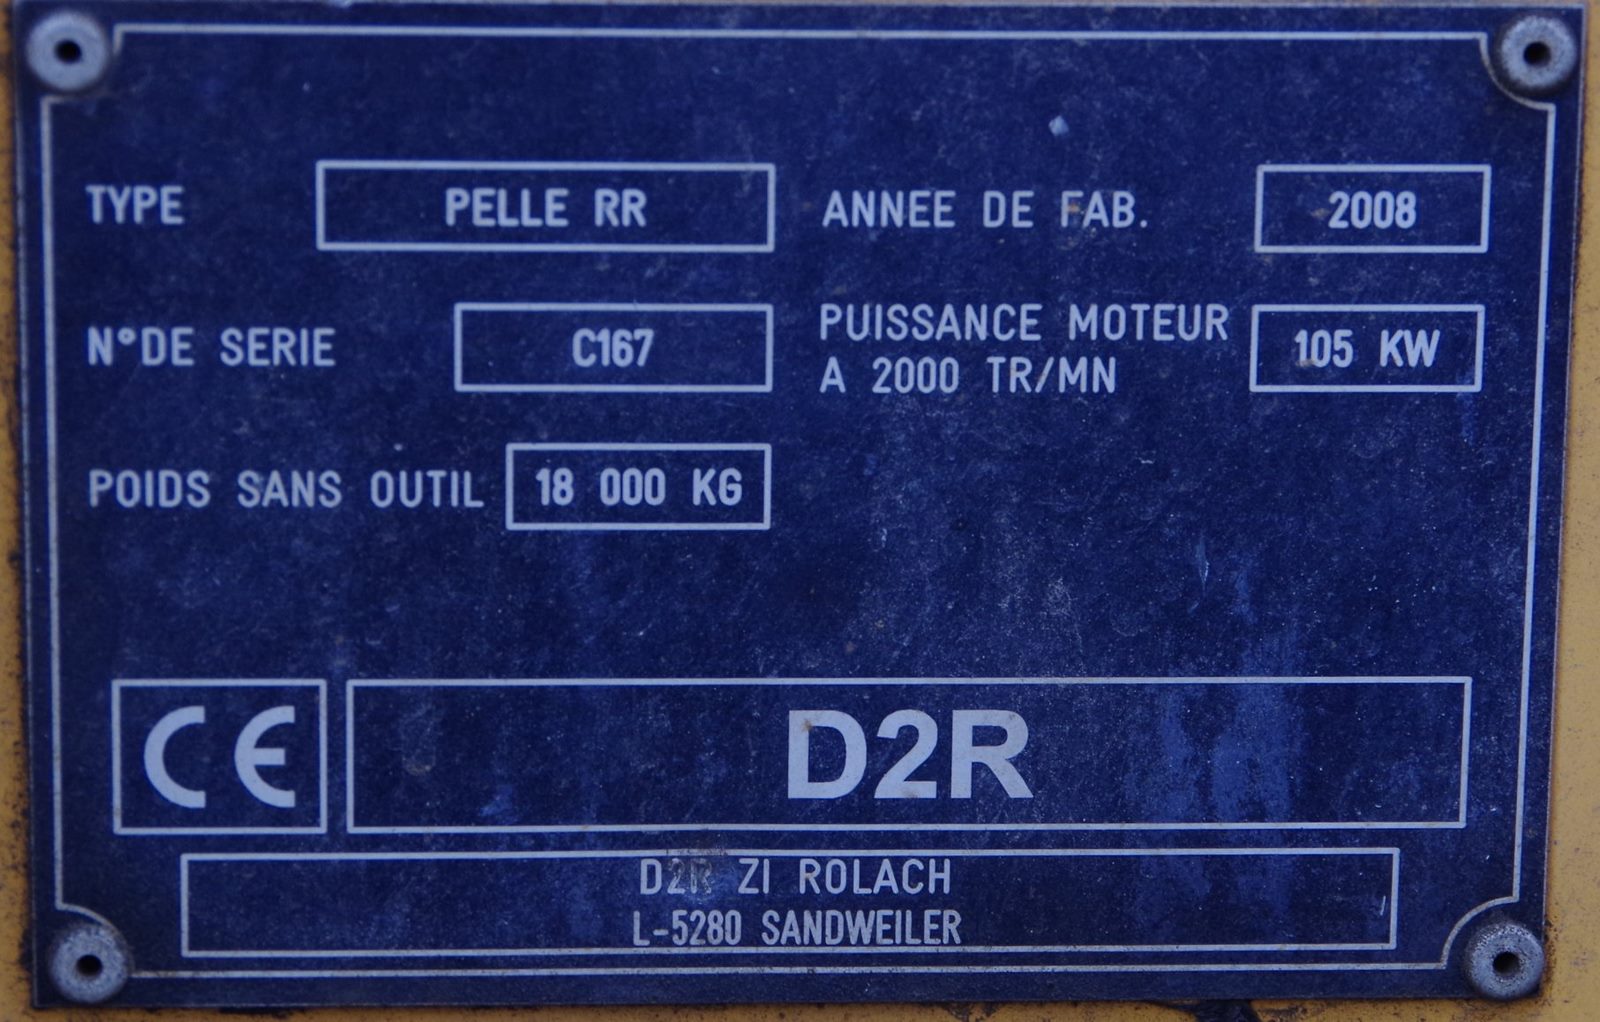 TYPE PELLE RR ANNEE DE FAB. 2008
N°DE SERIE C167 PUISSANCE MOTEUR
A 2000 TR/MN 105 KW
POIDS SANS OUTIL 18 000 KG
CE D2R
D2R ZI ROLACH
L-5280 SANDWEILER